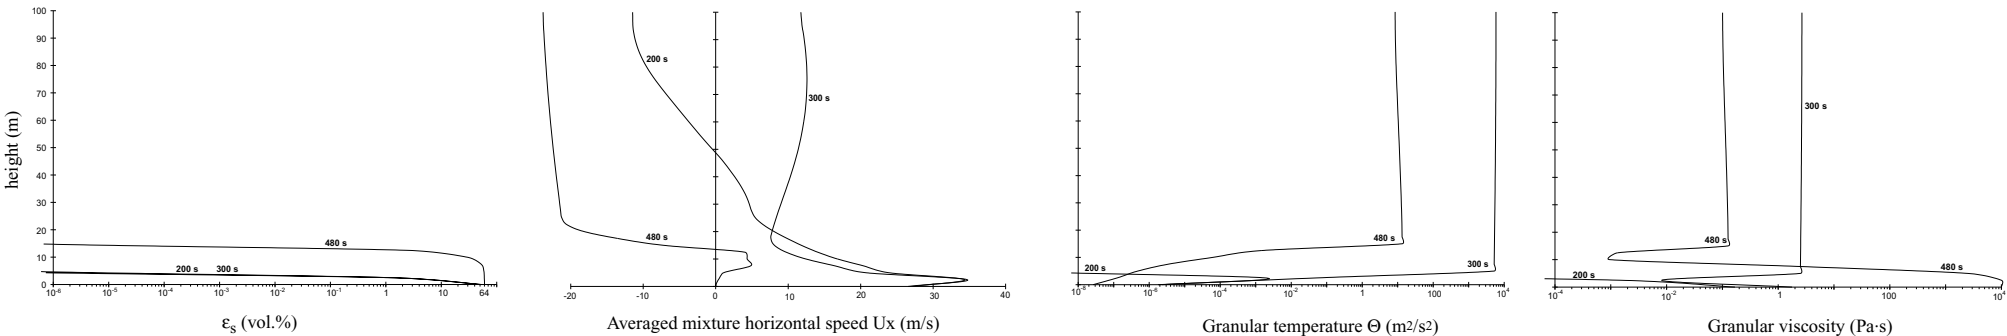 height (m)
100
90
80
70
60
50
40
30
20
10
0
480 s
200 s 300 s
10⁻⁶ 10⁻⁵ 10⁻⁴ 10⁻³ 10⁻² 10⁻¹ 1 10 64
εs (vol.%)
200 s
300 s
480 s
-20 -10 0 10 20 30 40
Averaged mixture horizontal speed Ux (m/s)
480 s
300 s
200 s
10⁻⁸ 10⁻⁶ 10⁻⁴ 10⁻² 1 100 10⁴
Granular temperature Θ (m2/s2)
300 s
480 s
480 s
200 s
10⁻⁴ 10⁻² 1 100 10⁴
Granular viscosity (Pa·s)